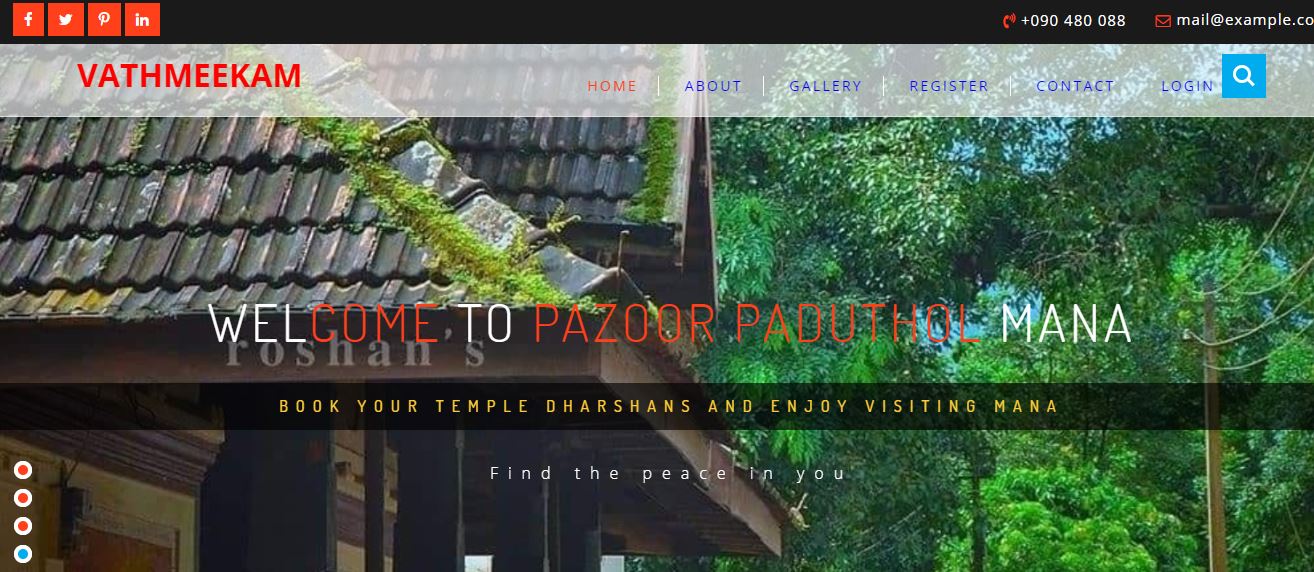 +090 480 088 mail@example.co
VATHMEEKAM
HOME ABOUT GALLERY REGISTER CONTACT LOGIN
WELCOME TO PAZOOR PADUTHOL MANA
roshan's
BOOK YOUR TEMPLE DHARSHANS AND ENJOY VISITING MANA
Find the peace in you